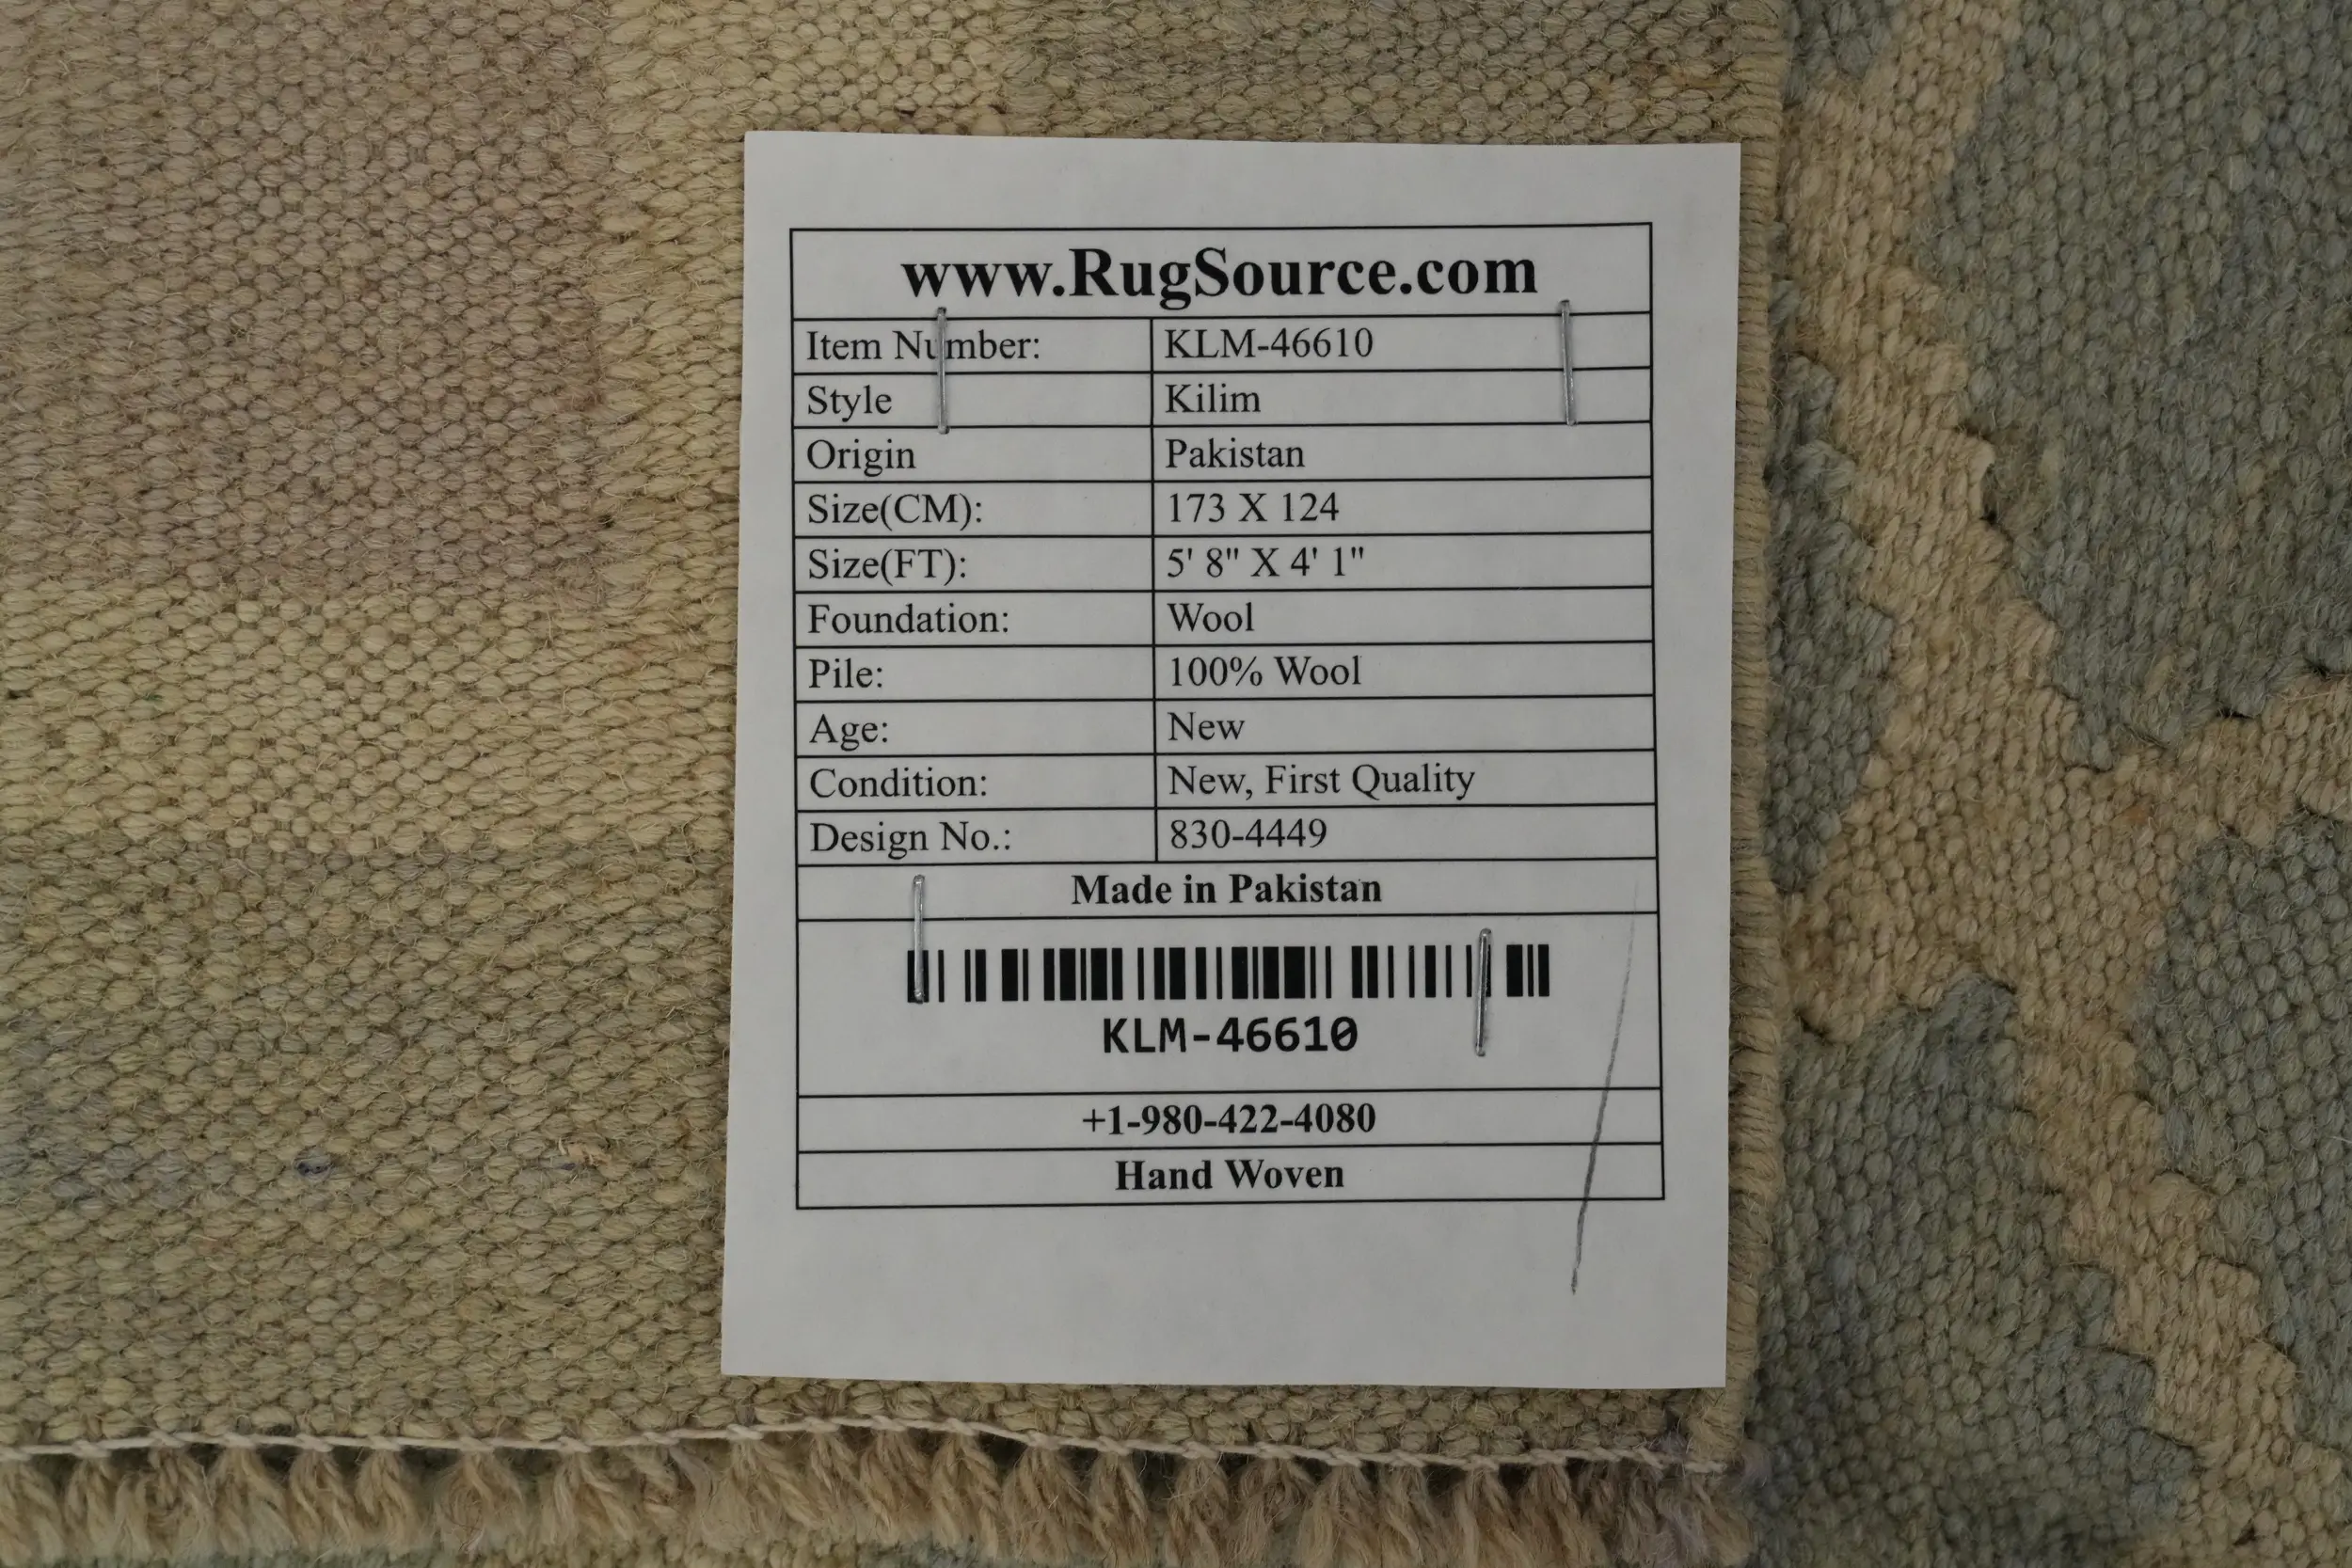 www.RugSource.com
Item Number: KLM-46610
Style Kilim
Origin Pakistan
Size(CM): 173 X 124
Size(FT): 5' 8" X 4' 1"
Foundation: Wool
Pile: 100% Wool
Age: New
Condition: New, First Quality
Design No.: 830-4449
Made in Pakistan
KLM-46610
+1-980-422-4080
Hand Woven